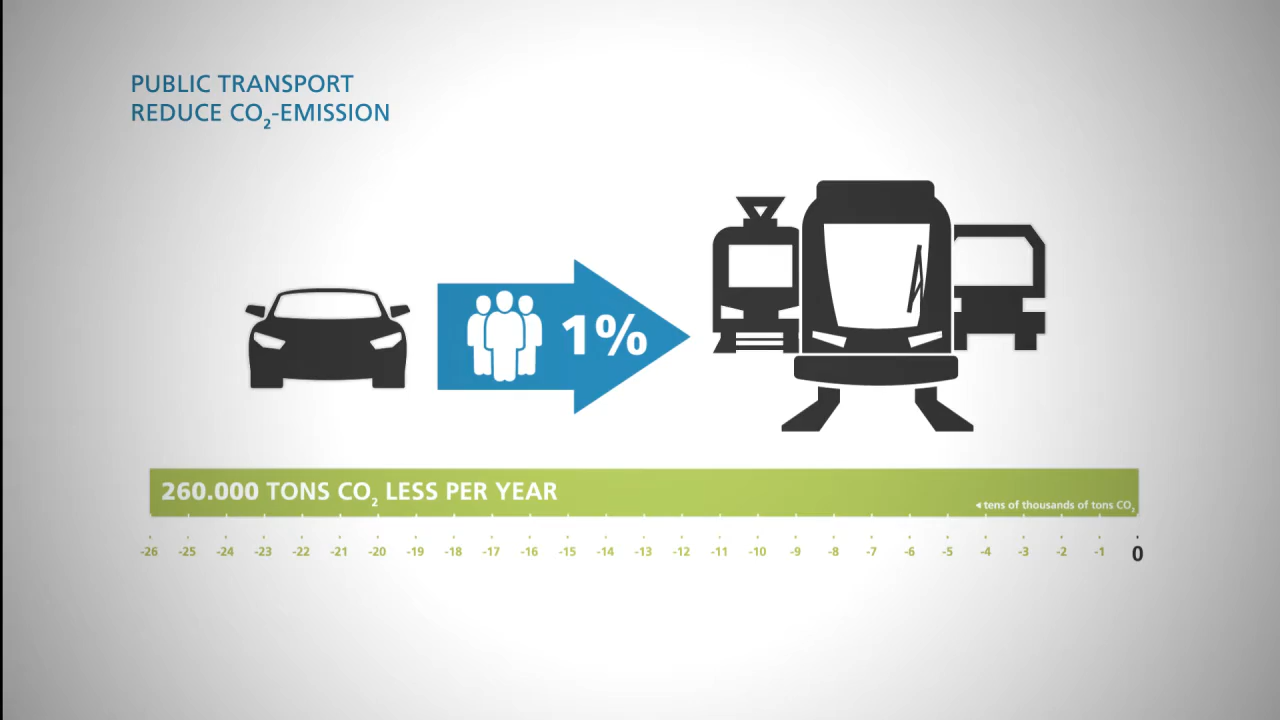 PUBLIC TRANSPORT
REDUCE CO₂-EMISSION
1%
260.000 TONS CO₂ LESS PER YEAR
◂ tens of thousands of tons CO₂
-26 -25 -24 -23 -22 -21 -20 -19 -18 -17 -16 -15 -14 -13 -12 -11 -10 -9 -8 -7 -6 -5 -4 -3 -2 -1 0